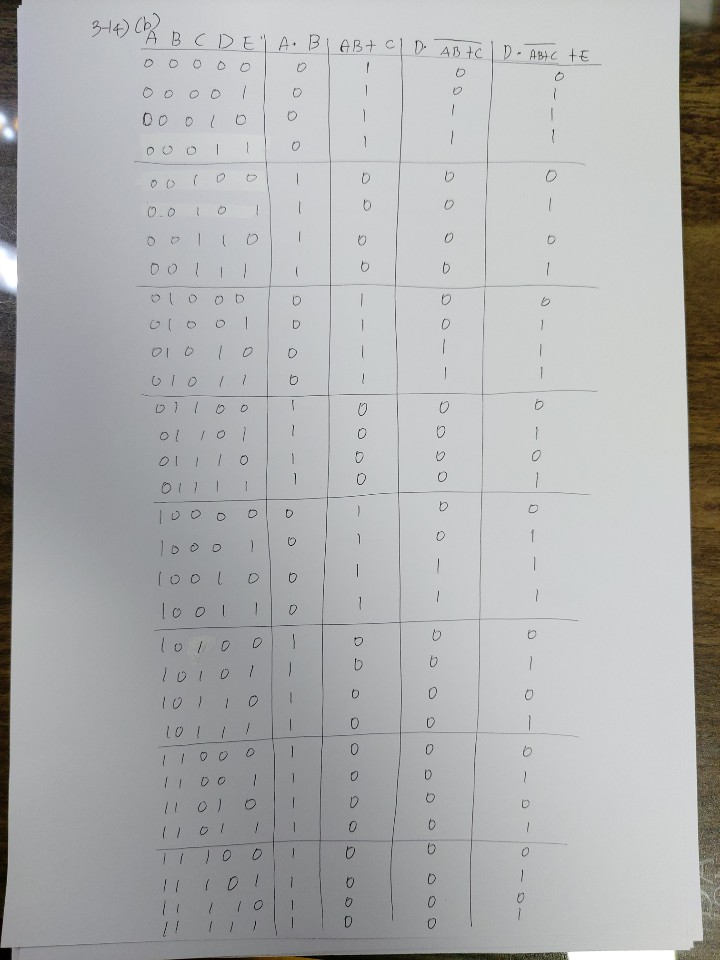 3-14) (b)
A B C D E A · B AB + C D · \overline{AB + C} D · \overline{AB+C} + E
0 0 0 0 0 0 1 0 0
0 0 0 0 1 0 1 0 1
0 0 0 1 0 0 1 1 1
0 0 0 1 1 0 1 1 1
0 0 1 0 0 1 0 0 0
0 0 1 0 1 1 0 0 1
0 0 1 1 0 1 0 0 0
0 0 1 1 1 1 0 0 1
0 1 0 0 0 0 1 0 0
0 1 0 0 1 0 1 0 1
0 1 0 1 0 0 1 1 1
0 1 0 1 1 0 1 1 1
0 1 1 0 0 1 0 0 0
0 1 1 0 1 1 0 0 1
0 1 1 1 0 1 0 0 0
0 1 1 1 1 1 0 0 1
1 0 0 0 0 0 1 0 0
1 0 0 0 1 0 1 0 1
1 0 0 1 0 0 1 1 1
1 0 0 1 1 0 1 1 1
1 0 1 0 0 1 0 0 0
1 0 1 0 1 1 0 0 1
1 0 1 1 0 1 0 0 0
1 0 1 1 1 1 0 0 1
1 1 0 0 0 1 0 0 0
1 1 0 0 1 1 0 0 1
1 1 0 1 0 1 0 0 0
1 1 0 1 1 1 0 0 1
1 1 1 0 0 1 0 0 0
1 1 1 0 1 1 0 0 1
1 1 1 1 0 1 0 0 0
1 1 1 1 1 1 0 0 1